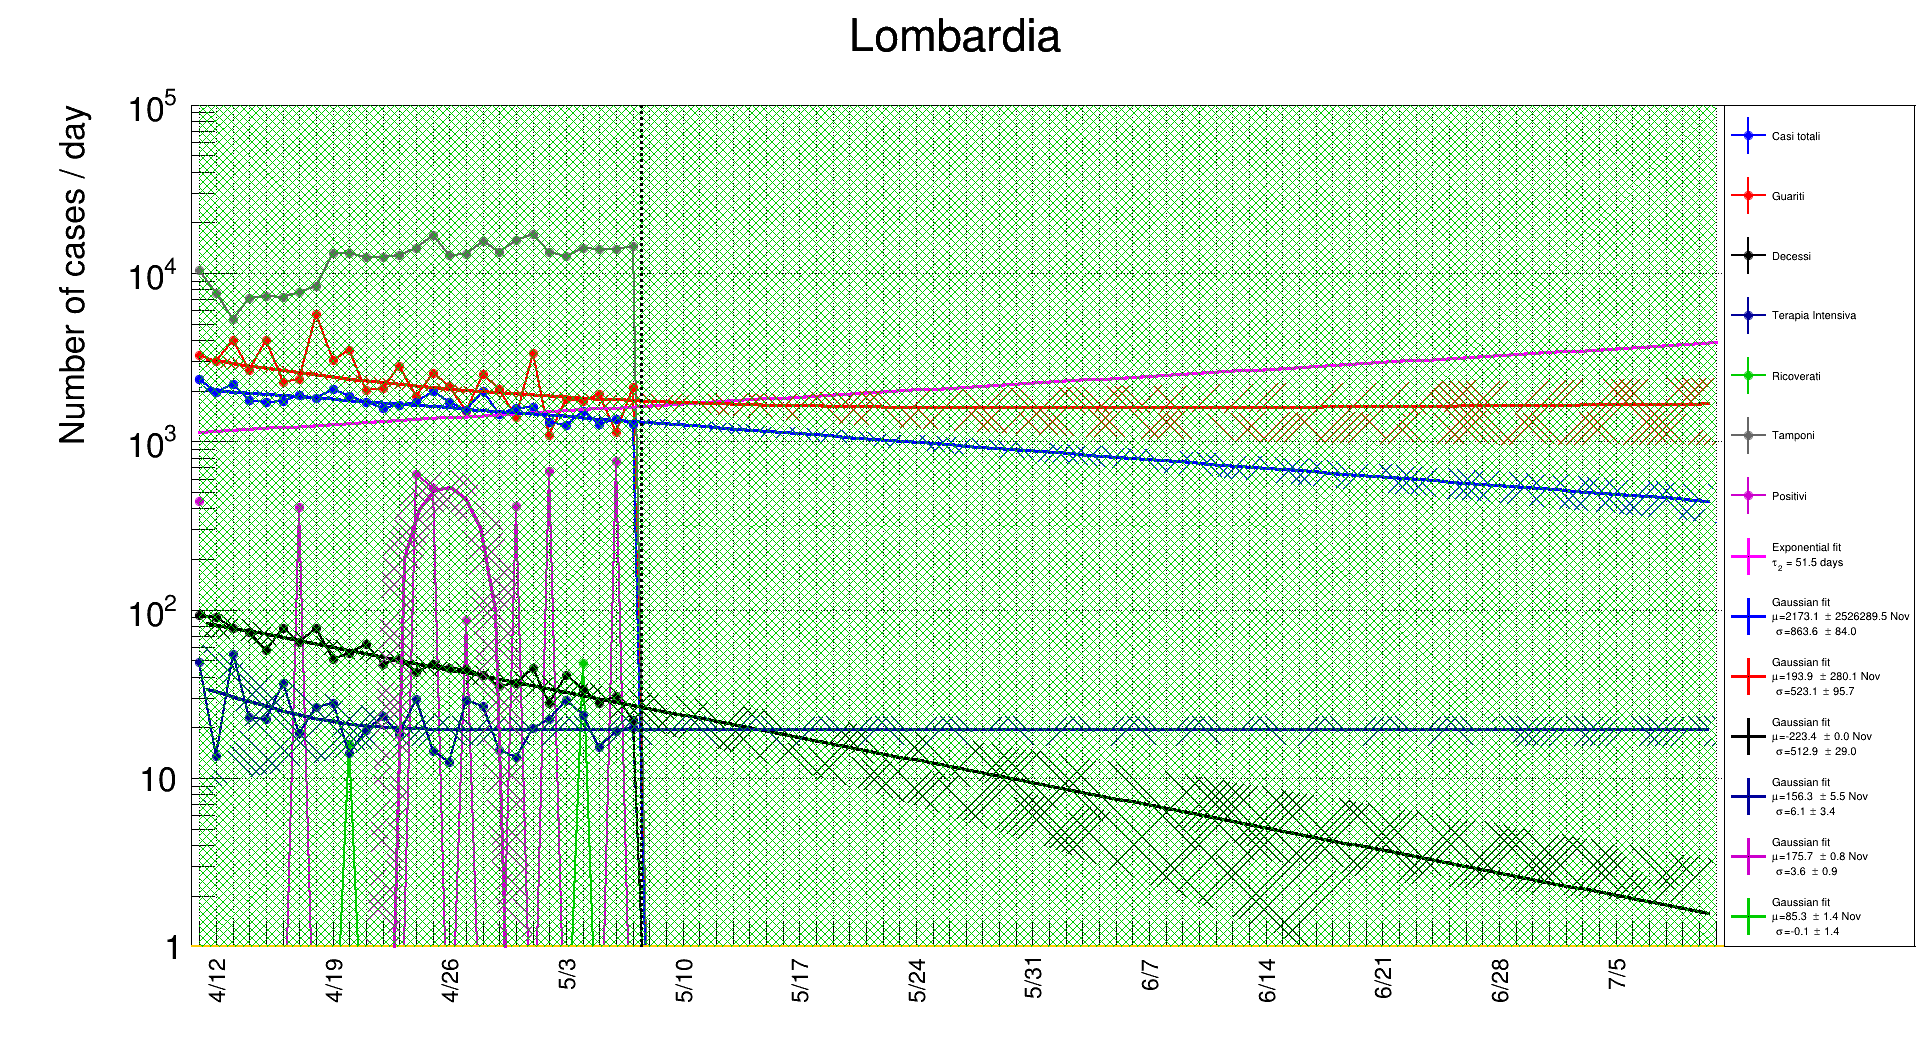 Lombardia
Number of cases / day
10^5
10^4
10^3
10^2
10
1
4/12
4/19
4/26
5/3
5/10
5/17
5/24
5/31
6/7
6/14
6/21
6/28
7/5
Casi totali
Guariti
Decessi
Terapia Intensiva
Ricoverati
Tamponi
Positivi
Exponential fit
τ_2 = 51.5 days
Gaussian fit
μ=2173.1 ± 2526289.5 Nov
σ=863.6 ± 84.0
Gaussian fit
μ=193.9 ± 280.1 Nov
σ=523.1 ± 95.7
Gaussian fit
μ=-223.4 ± 0.0 Nov
σ=512.9 ± 29.0
Gaussian fit
μ=156.3 ± 5.5 Nov
σ=6.1 ± 3.4
Gaussian fit
μ=175.7 ± 0.8 Nov
σ=3.6 ± 0.9
Gaussian fit
μ=85.3 ± 1.4 Nov
σ=-0.1 ± 1.4